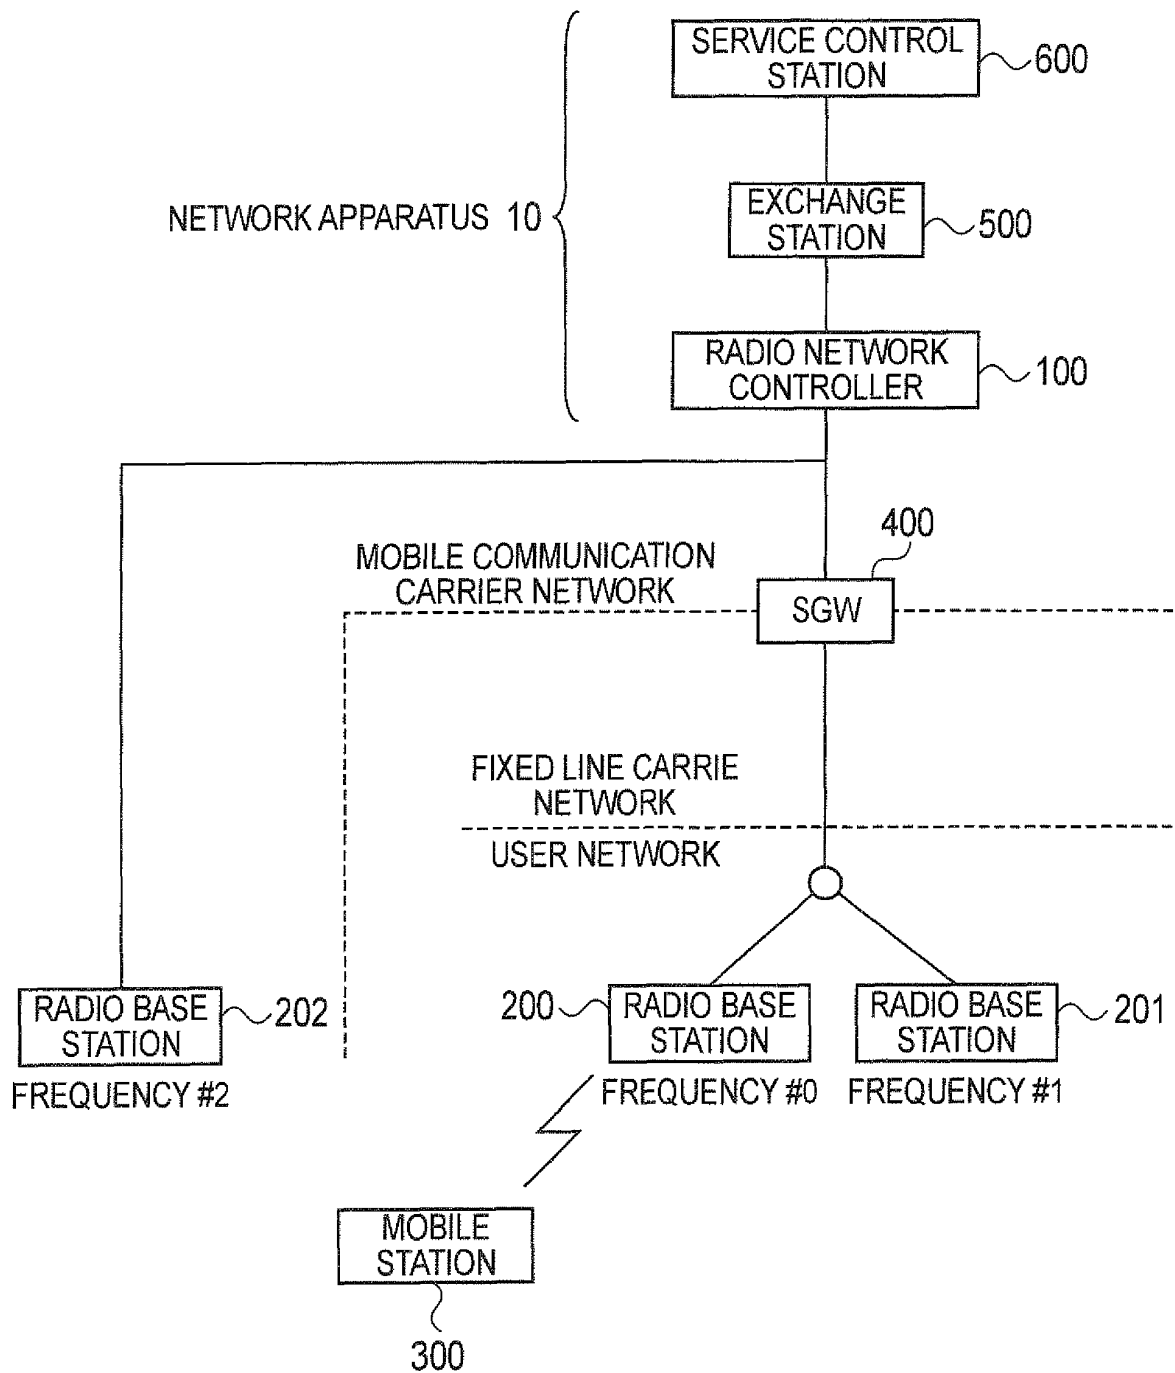 SERVICE CONTROL
STATION
600
NETWORK APPARATUS 10
EXCHANGE
STATION
500
RADIO NETWORK
CONTROLLER
100
400
MOBILE COMMUNICATION
CARRIER NETWORK
SGW
FIXED LINE CARRIE
NETWORK
USER NETWORK
RADIO BASE
STATION
202
FREQUENCY #2
200
RADIO BASE
STATION
FREQUENCY #0
RADIO BASE
STATION
201
FREQUENCY #1
MOBILE
STATION
300